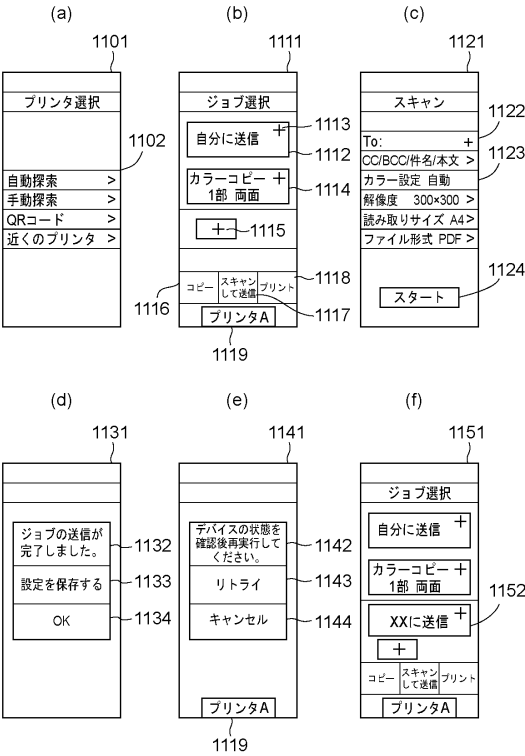 (a)
1101
プリンタ選択
1102
自動探索 >
手動探索 >
QRコード >
近くのプリンタ >
(b)
1111
ジョブ選択
自分に送信 +
1113
1112
カラーコピー +
1部 両面
1114
+
1115
コピー
スキャン
して送信
プリント
1116
1118
1117
プリンタA
1119
(c)
1121
スキャン
1122
To: +
CC/BCC/件名/本文 >
1123
カラー設定 自動
解像度 300×300 >
読み取りサイズ A4 >
ファイル形式 PDF >
1124
スタート
(d)
1131
ジョブの送信が
完了しました。
1132
設定を保存する
1133
OK
1134
(e)
1141
デバイスの状態を
確認後再実行して
ください。
1142
リトライ
1143
キャンセル
1144
プリンタA
1119
(f)
1151
ジョブ選択
自分に送信 +
カラーコピー +
1部 両面
1152
XXに送信 +
+
コピー
スキャン
して送信
プリント
プリンタA